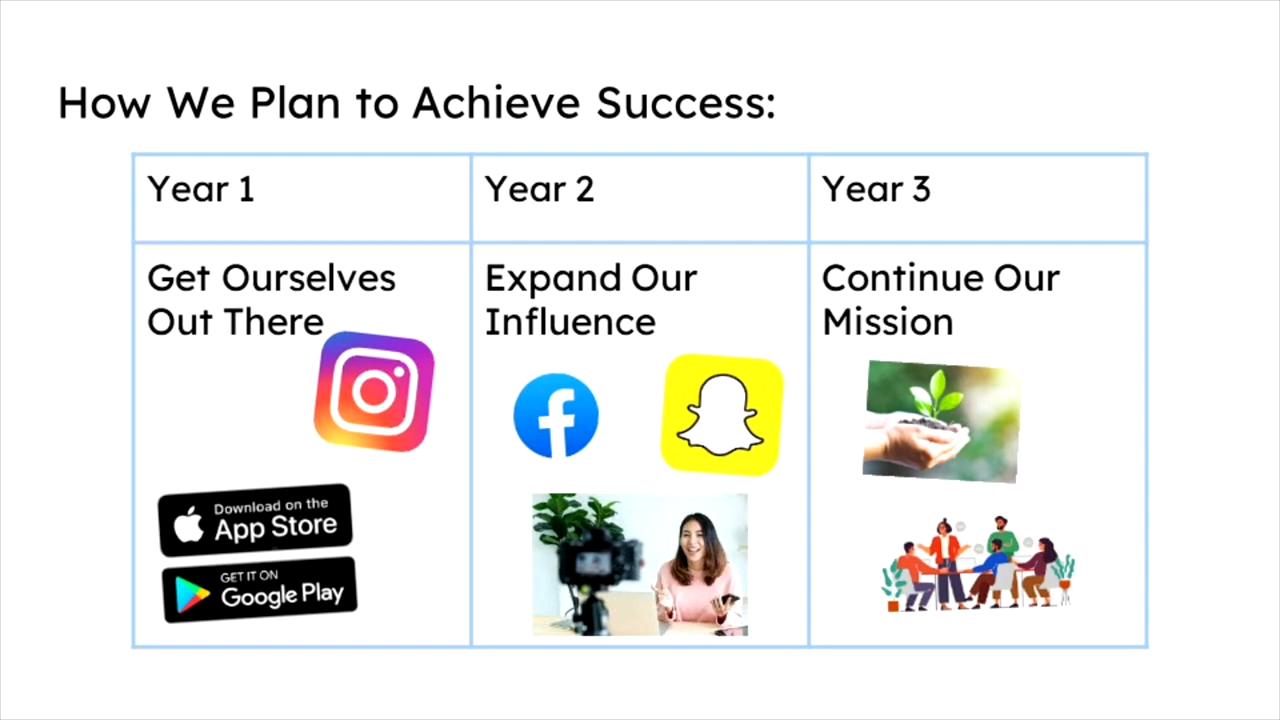 How We Plan to Achieve Success:
Year 1
Year 2
Year 3
Get Ourselves
Out There
Expand Our
Influence
Continue Our
Mission
Download on the
App Store
GET IT ON
Google Play